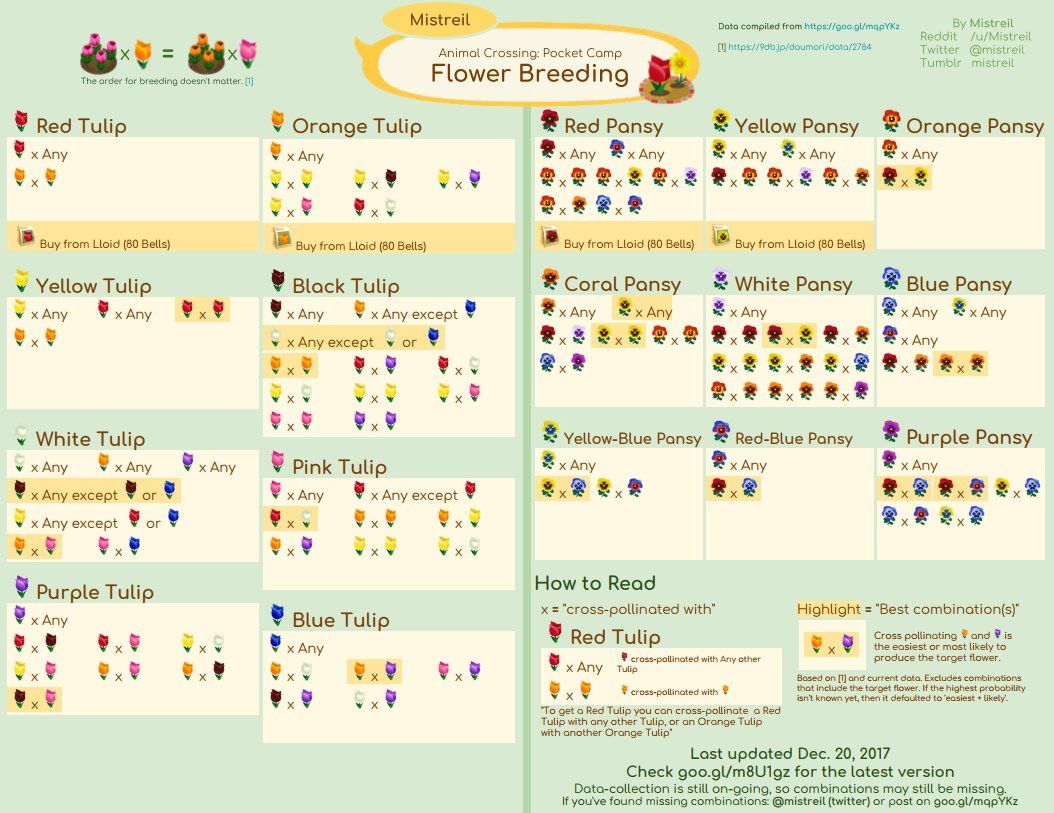 Mistreil
Animal Crossing: Pocket Camp
Flower Breeding
x = x
The order for breeding doesn't matter. [1]
Data compiled from https://goo.gl/mqpYKz
[1] https://9db.jp/doumori/data/2784
By Mistreil
Reddit /u/Mistreil
Twitter @mistreil
Tumblr mistreil
Red Tulip
x Any
x
Buy from Lloid (80 Bells)
Orange Tulip
x Any
x x x
x x
Buy from Lloid (80 Bells)
Yellow Tulip
x Any x Any x
x
Black Tulip
x Any x Any except
x Any except or
x x x
x x x
x x
White Tulip
x Any x Any x Any
x Any except or
x Any except or
x x
Pink Tulip
x Any x Any except
x x x
x x x
Purple Tulip
x Any
x x x
x x x
x
Blue Tulip
x Any
x x x
x x
Red Pansy
x Any x Any
x x x
x x
Buy from Lloid (80 Bells)
Yellow Pansy
x Any x Any
x x x
Buy from Lloid (80 Bells)
Orange Pansy
x Any
x
Coral Pansy
x Any x Any
x x x
x
White Pansy
x Any
x x x
x x x
x x x
Blue Pansy
x Any x Any
x Any
x x
Yellow-Blue Pansy
x Any
x x
Red-Blue Pansy
x Any
x
Purple Pansy
x Any
x x x
x x
How to Read
x = "cross-pollinated with"
Red Tulip
x Any
cross-pollinated with Any other
Tulip
x
cross-pollinated with
"To get a Red Tulip you can cross-pollinate a Red
Tulip with any other Tulip, or an Orange Tulip
with another Orange Tulip"
Highlight = "Best combination(s)"
x
Cross pollinating and is
the easiest or most likely to
produce the target flower.
Based on [1] and current data. Excludes combinations
that include the target flower. If the highest probability
isn't known yet, then it defaulted to 'easiest + likely'.
Last updated Dec. 20, 2017
Check goo.gl/m8U1gz for the latest version
Data-collection is still on-going, so combinations may still be missing.
If you've found missing combinations: @mistreil (twitter) or post on goo.gl/mqpYKz